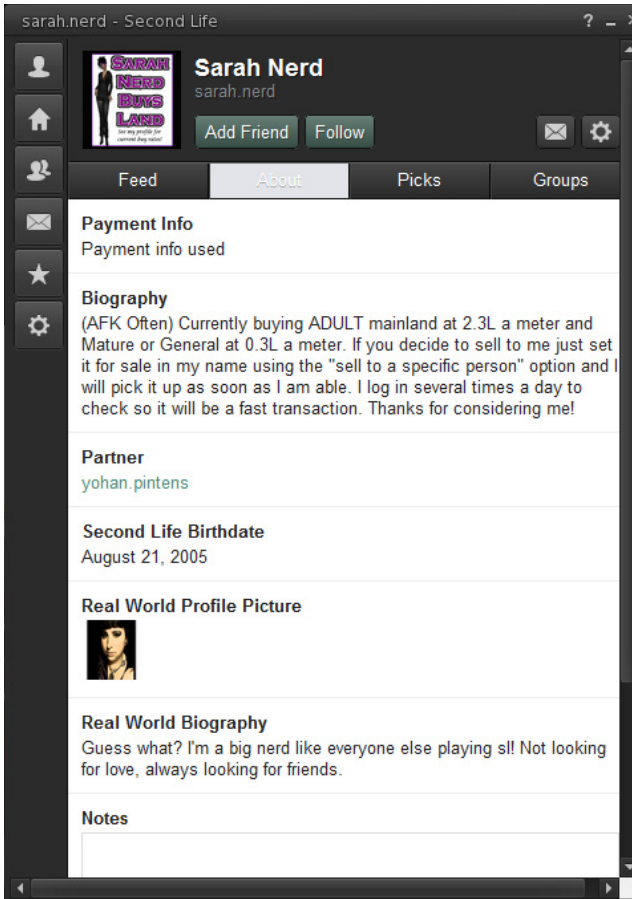 sarah.nerd - Second Life
?
SARAH
NERD
BUYS
LAND
See my profile for
current buy rates!
Sarah Nerd
sarah.nerd
Add Friend
Follow
Feed
About
Picks
Groups
Payment Info
Payment info used
Biography
(AFK Often) Currently buying ADULT mainland at 2.3L a meter and
Mature or General at 0.3L a meter. If you decide to sell to me just set
it for sale in my name using the "sell to a specific person" option and I
will pick it up as soon as I am able. I log in several times a day to
check so it will be a fast transaction. Thanks for considering me!
Partner
yohan.pintens
Second Life Birthdate
August 21, 2005
Real World Profile Picture
Real World Biography
Guess what? I'm a big nerd like everyone else playing sl! Not looking
for love, always looking for friends.
Notes